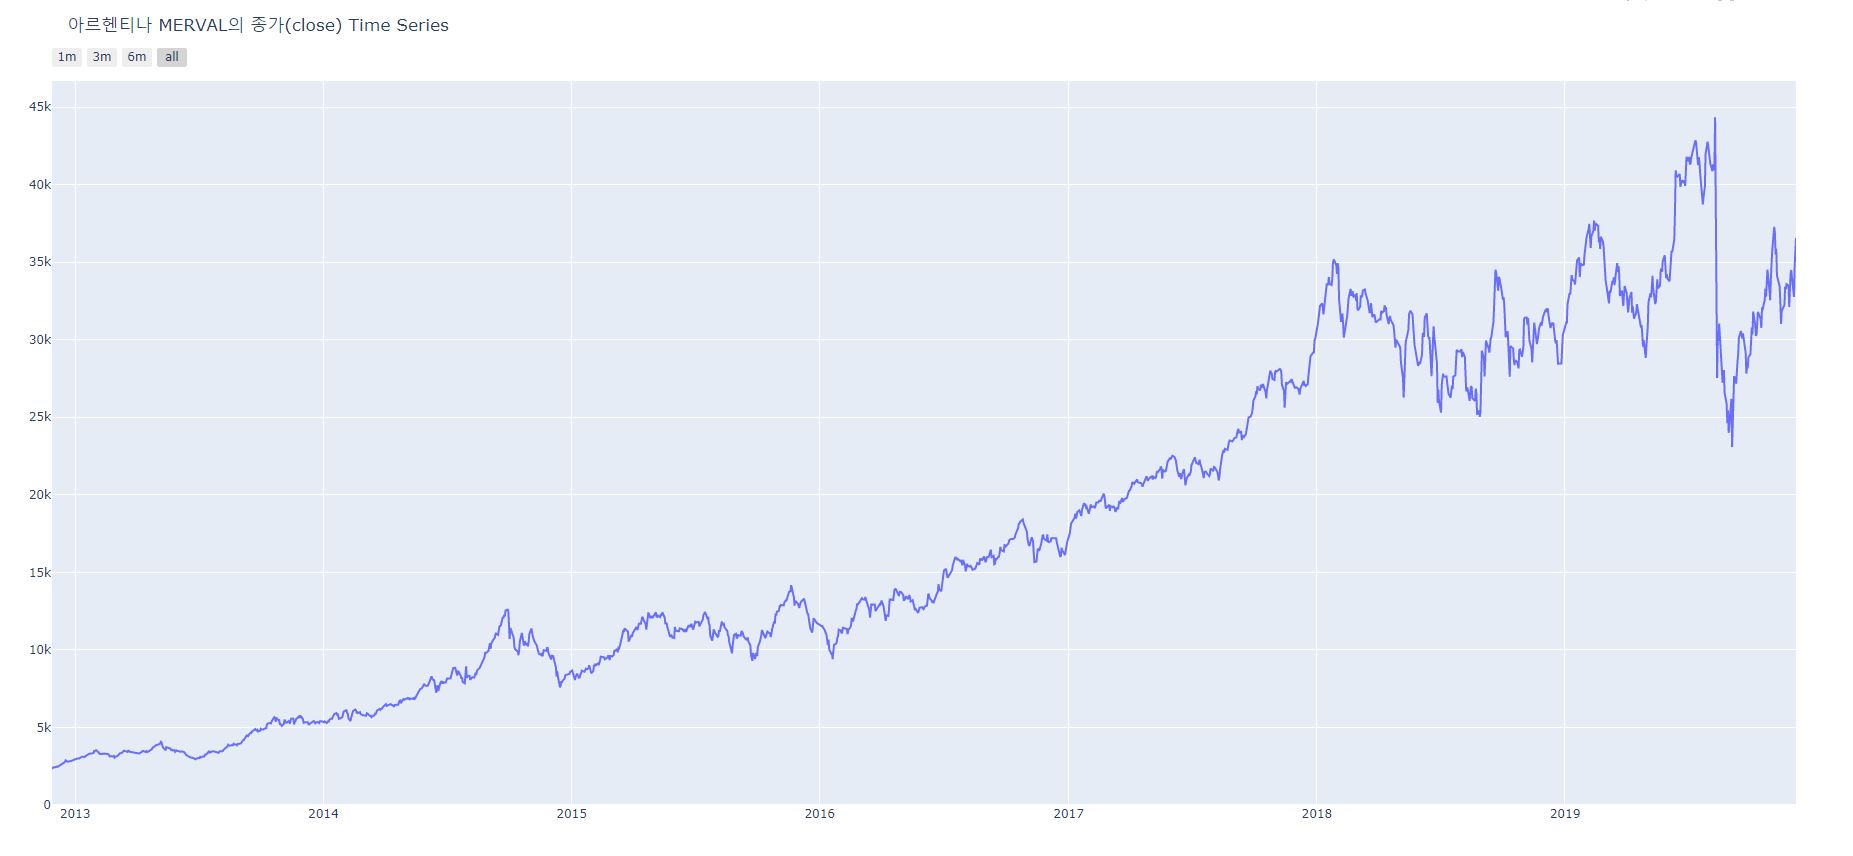 아르헨티나 MERVAL의 종가(close) Time Series
1m 3m 6m all
45k
40k
35k
30k
25k
20k
15k
10k
5k
0
2013 2014 2015 2016 2017 2018 2019